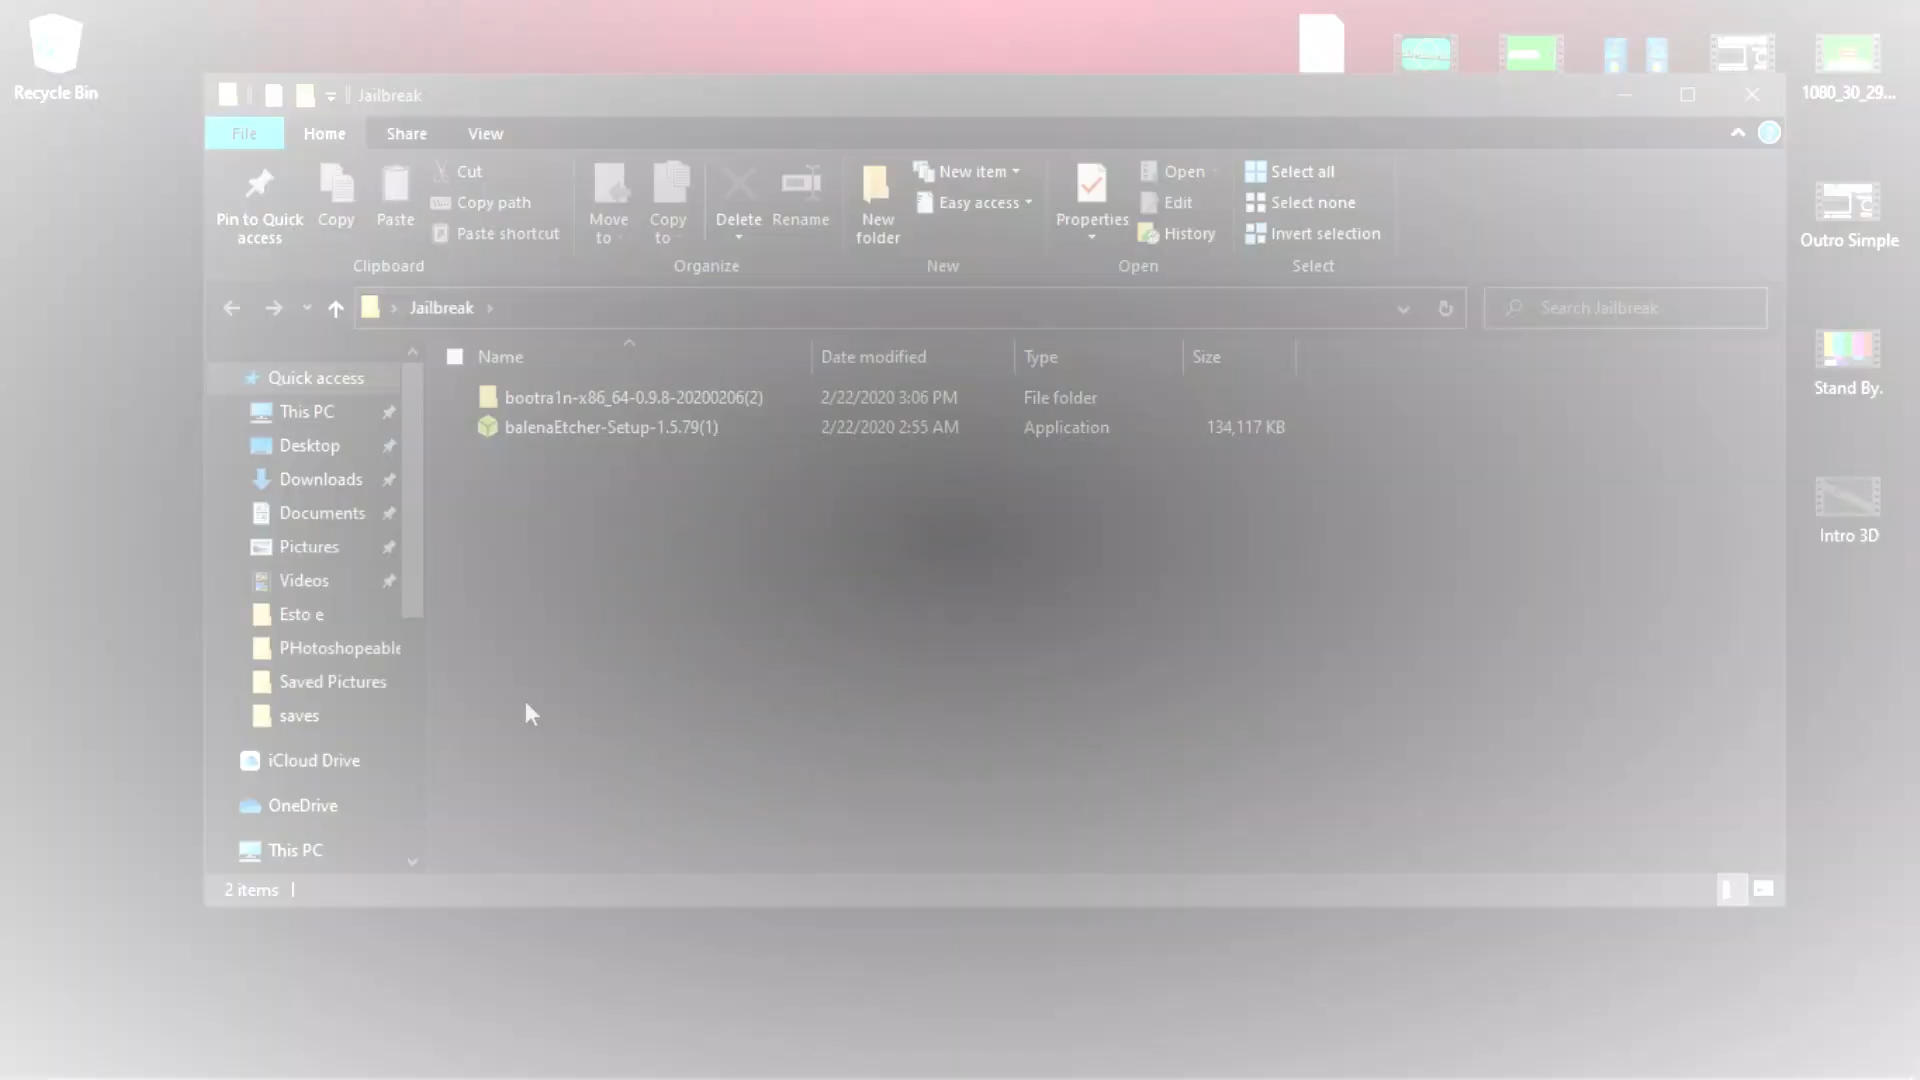 Recycle Bin
1080_30_29...
Outro Simple
Stand By.
Intro 3D
Jailbreak
File Home Share View
Pin to Quick access
Copy
Paste
Cut
Copy path
Paste shortcut
Clipboard
Move to
Copy to
Delete
Rename
Organize
New folder
New item
Easy access
New
Properties
Open
Edit
History
Open
Select all
Select none
Invert selection
Select
Jailbreak
Search Jailbreak
Name Date modified Type Size
bootra1n-x86_64-0.9.8-20200206(2) 2/22/2020 3:06 PM File folder
balenaEtcher-Setup-1.5.79(1) 2/22/2020 2:55 AM Application 134,117 KB
Quick access
This PC
Desktop
Downloads
Documents
Pictures
Videos
Esto e
PHotoshopeable
Saved Pictures
saves
iCloud Drive
OneDrive
This PC
2 items